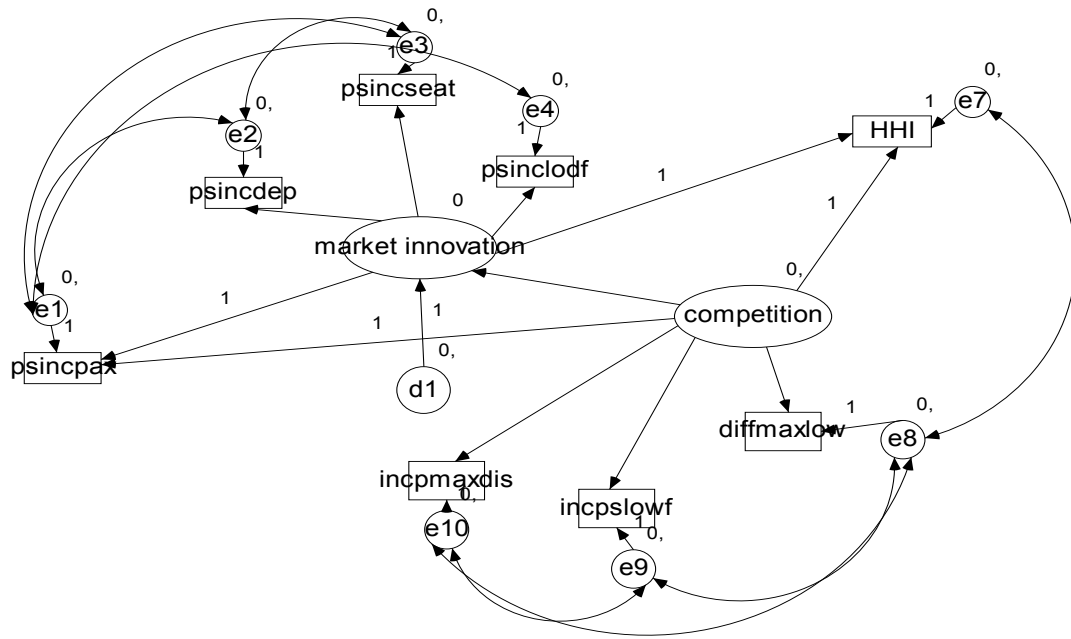 0,
e3
1
psincseat
0,
e4
1
psinclodf
0,
e2
1
psincdep
0,
e7
1
HHI
1
1
0
market innovation
0,
e1
1
psincpax
1
1
1
0,
d1
0,
competition
diffmaxlow
1
0,
e8
incpmaxdis
0,
e10
incpslowf
1
0,
e9